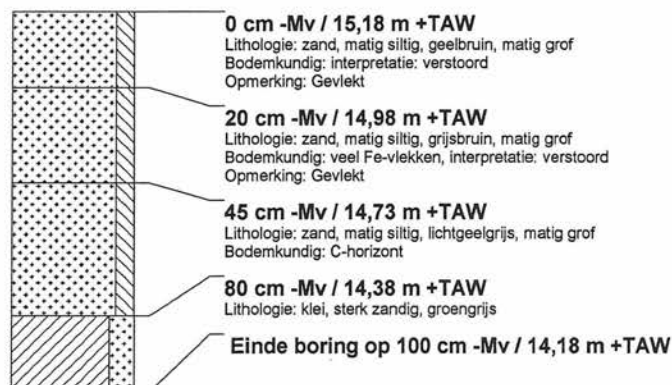 0 cm -Mv / 15,18 m +TAW
Lithologie: zand, matig siltig, geelbruin, matig grof
Bodemkundig: interpretatie: verstoord
Opmerking: Gevlekt
20 cm -Mv / 14,98 m +TAW
Lithologie: zand, matig siltig, grijsbruin, matig grof
Bodemkundig: veel Fe-vlekken, interpretatie: verstoord
Opmerking: Gevlekt
45 cm -Mv / 14,73 m +TAW
Lithologie: zand, matig siltig, lichtgeelgrijs, matig grof
Bodemkundig: C-horizont
80 cm -Mv / 14,38 m +TAW
Lithologie: klei, sterk zandig, groengrijs
Einde boring op 100 cm -Mv / 14,18 m +TAW